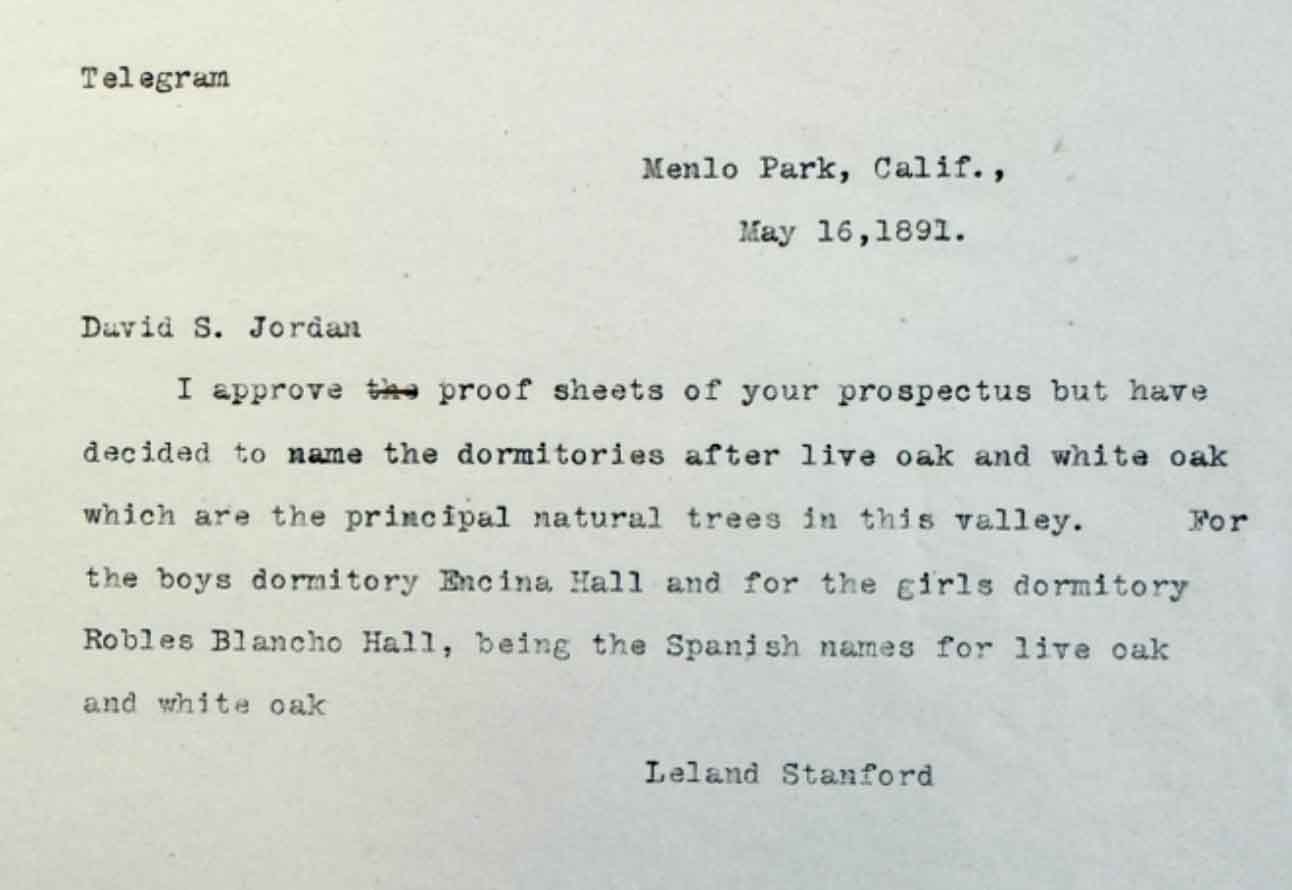 Telegram
Menlo Park, Calif.,
May 16,1891.
David S. Jordan
I approve the proof sheets of your prospectus but have
decided to name the dormitories after live oak and white oak
which are the principal natural trees in this valley. For
the boys dormitory Encina Hall and for the girls dormitory
Robles Blancho Hall, being the Spanish names for live oak
and white oak
Leland Stanford